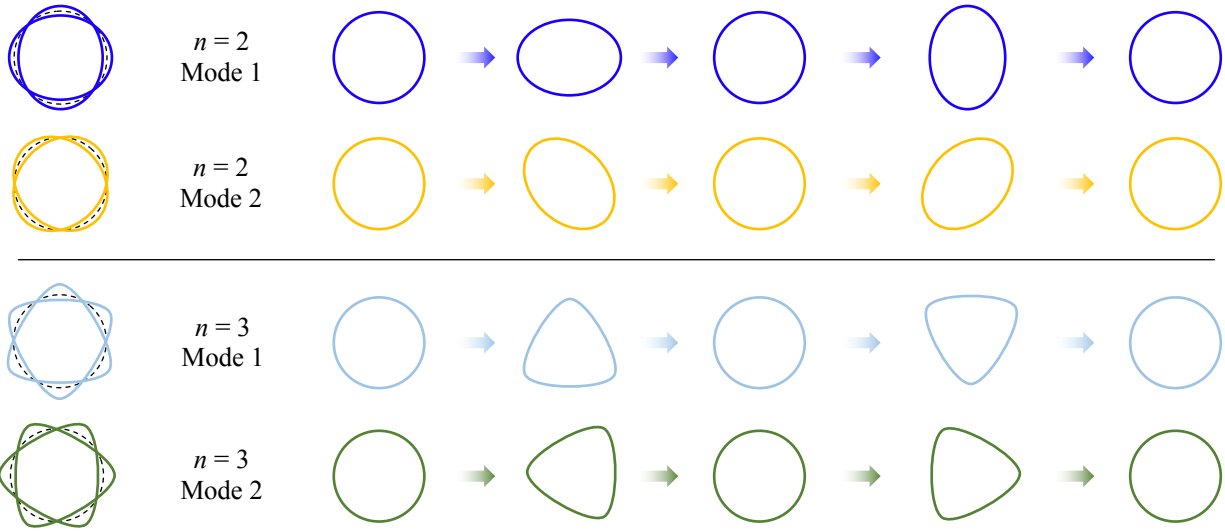 n = 2
Mode 1
n = 2
Mode 2
n = 3
Mode 1
n = 3
Mode 2